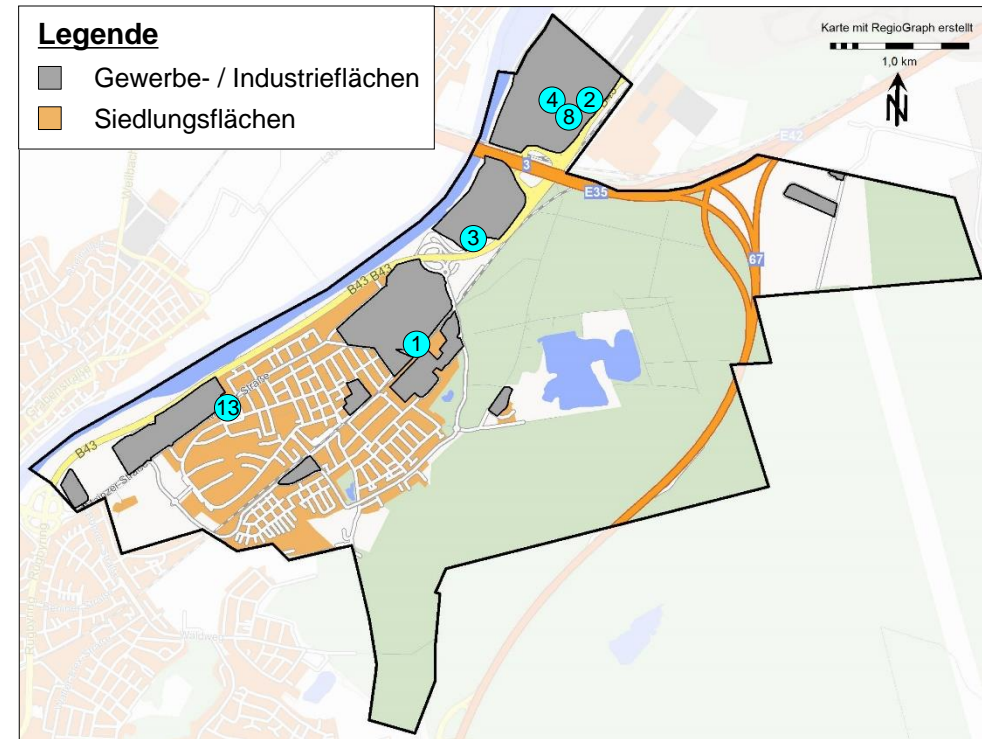 Legende
Gewerbe- / Industrieflächen
Siedlungsflächen
Karte mit RegioGraph erstellt
1,0 km
N
B43
4
2
8
E42
3
E35
3
67
B43 B43
1
Straße
13
B43